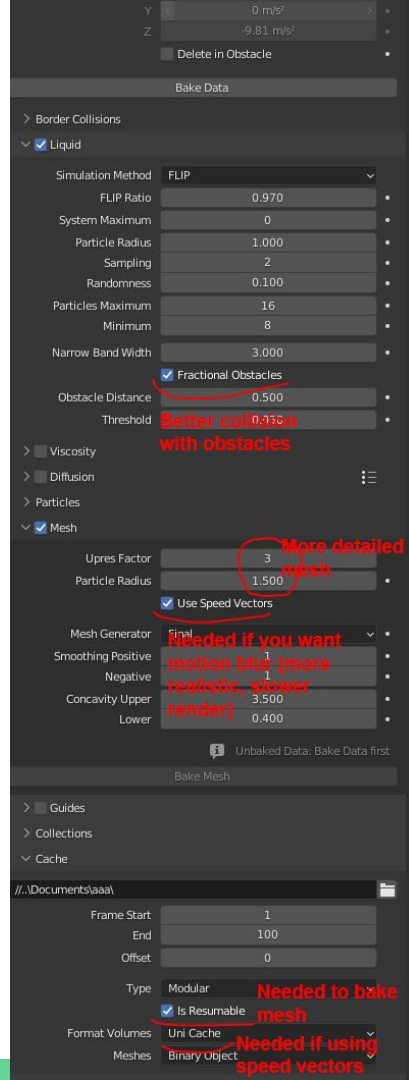 Y 0 m/s²
Z -9.81 m/s²
Delete in Obstacle
Bake Data
Border Collisions
Liquid
Simulation Method FLIP
FLIP Ratio 0.970
System Maximum 0
Particle Radius 1.000
Sampling 2
Randomness 0.100
Particles Maximum 16
Minimum 8
Narrow Band Width 3.000
Fractional Obstacles
Obstacle Distance 0.500
Threshold 0.050
Better collision
with obstacles
Viscosity
Diffusion
Particles
Mesh
Upres Factor 3
Particle Radius 1.500
More detailed
mesh
Use Speed Vectors
Mesh Generator Final
Smoothing Positive 1
Negative 1
Concavity Upper 3.500
Lower 0.400
Needed if you want
motion blur (more
realistic, slower
render)
Unbaked Data: Bake Data first
Bake Mesh
Guides
Collections
Cache
//..\Documents\aaa\
Frame Start 1
End 100
Offset 0
Type Modular
Is Resumable
Needed to bake
mesh
Format Volumes Uni Cache
Meshes Binary Object
Needed if using
speed vectors